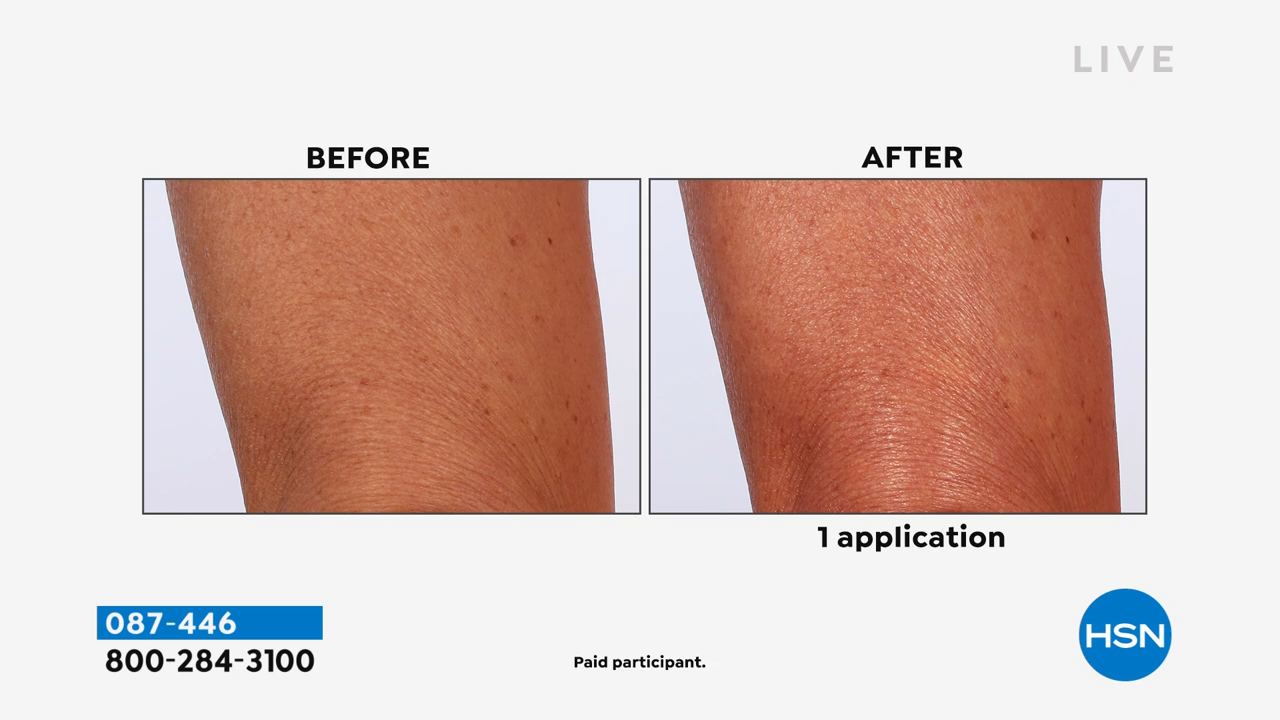 LIVE
BEFORE
AFTER
1 application
087-446
800-284-3100
Paid participant.
HSN